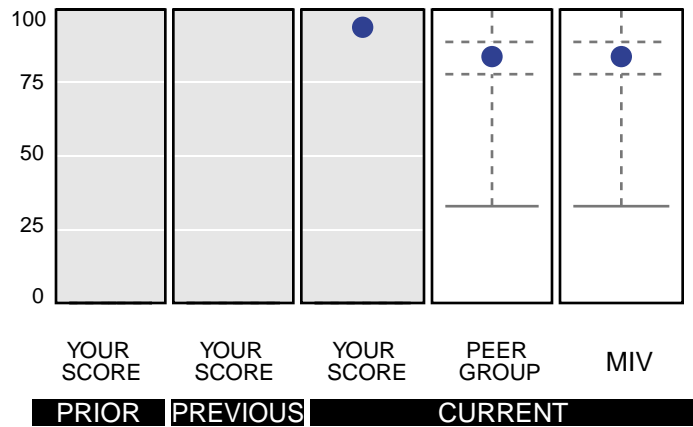 100
75
50
25
0
YOUR SCORE
YOUR SCORE
YOUR SCORE
PEER GROUP
MIV
PRIOR
PREVIOUS
CURRENT